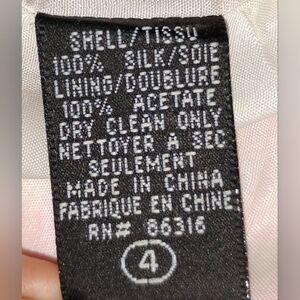 SHELL/TISSU
100% SILK/SOIE
LINING/DOUBLURE
100% ACETATE
DRY CLEAN ONLY
NETTOYER A SEC
SEULEMENT
MADE IN CHINA
FABRIQUE EN CHINE
RN# 86316
4